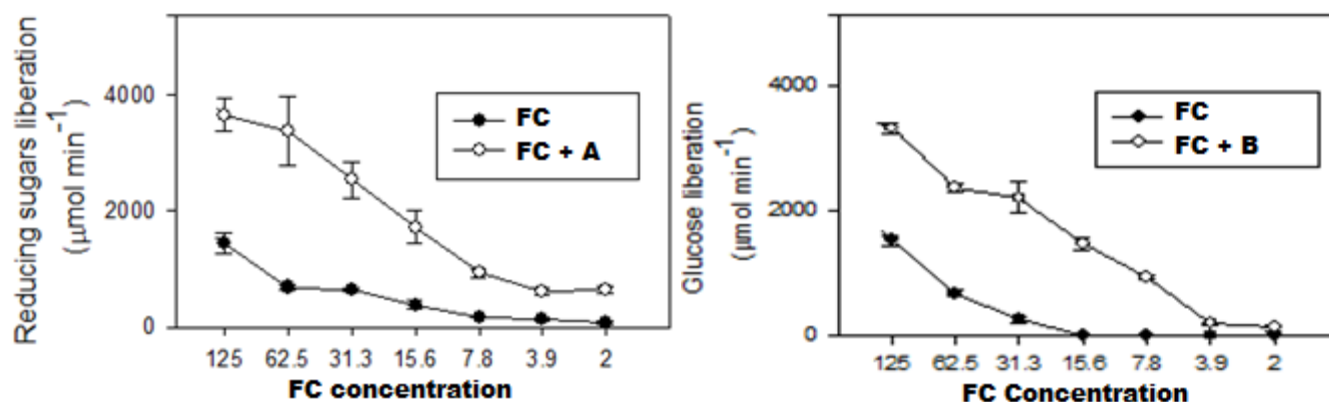 Reducing sugars liberation
(μmol min⁻¹)
4000
2000
0
FC
FC + A
125 62.5 31.3 15.6 7.8 3.9 2
FC concentration
Glucose liberation
(μmol min⁻¹)
4000
2000
0
FC
FC + B
125 62.5 31.3 15.6 7.8 3.9 2
FC Concentration